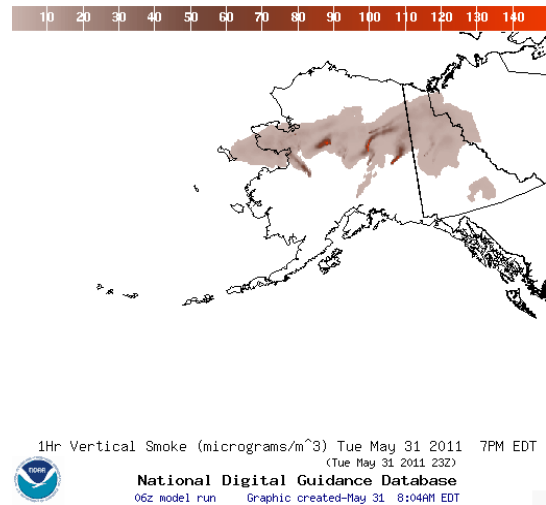 10 20 30 40 50 60 70 80 90 100 110 120 130 140
1Hr Vertical Smoke (micrograms/m^3) Tue May 31 2011 7PM EDT
(Tue May 31 2011 23Z)
noaa
National Digital Guidance Database
06z model run Graphic created-May 31 8:04AM EDT